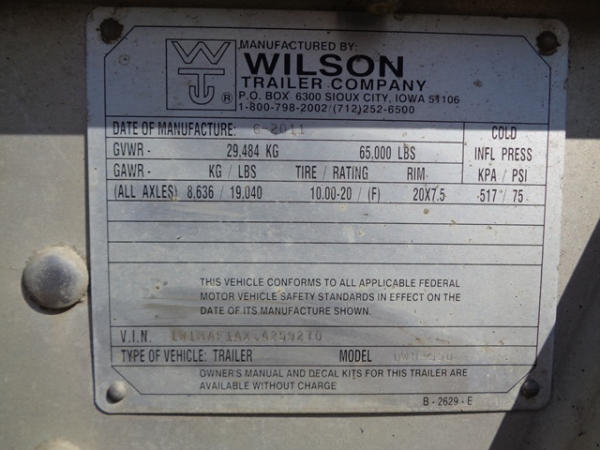 MANUFACTURED BY:
WILSON
TRAILER COMPANY
P.O. BOX 6300 SIOUX CITY, IOWA 51106
1-800-798-2002/(712)252-6500
DATE OF MANUFACTURE: 6-2011 COLD
GVWR - 29,484 KG 65,000 LBS INFL PRESS
GAWR - KG / LBS TIRE / RATING RIM KPA / PSI
(ALL AXLES) 8,636 / 19,040 10.00-20 / (F) 20X7.5 517 / 75
THIS VEHICLE CONFORMS TO ALL APPLICABLE FEDERAL
MOTOR VEHICLE SAFETY STANDARDS IN EFFECT ON THE
DATE OF ITS MANUFACTURE SHOWN.
V.I.N.
TYPE OF VEHICLE: TRAILER MODEL
OWNER'S MANUAL AND DECAL KITS FOR THIS TRAILER ARE
AVAILABLE WITHOUT CHARGE
B - 2629 - E